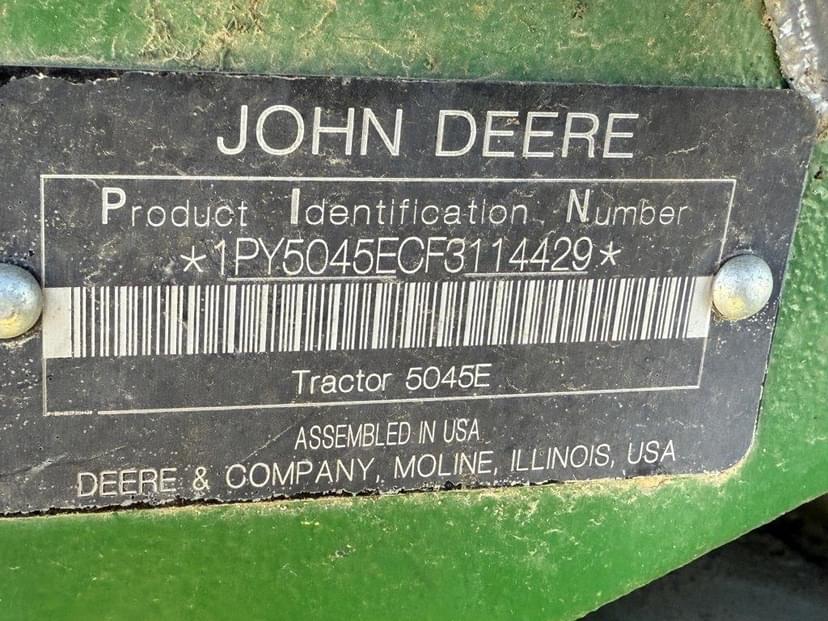 JOHN DEERE
Product Identification Number
*1PY5045ECF3114429*
Tractor 5045E
ASSEMBLED IN USA
DEERE & COMPANY, MOLINE, ILLINOIS, USA